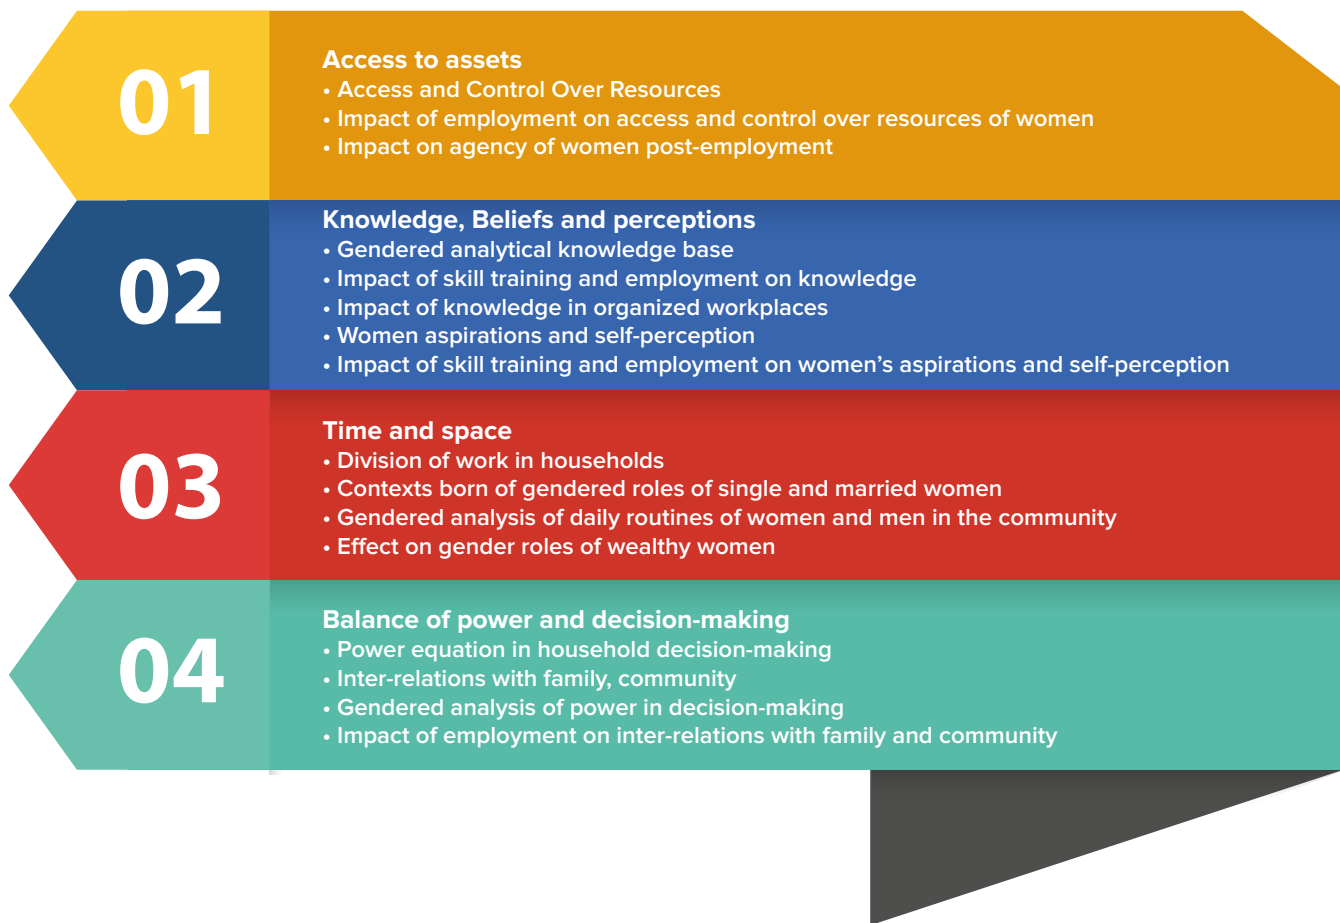 01
Access to assets
• Access and Control Over Resources
• Impact of employment on access and control over resources of women
• Impact on agency of women post-employment
02
Knowledge, Beliefs and perceptions
• Gendered analytical knowledge base
• Impact of skill training and employment on knowledge
• Impact of knowledge in organized workplaces
• Women aspirations and self-perception
• Impact of skill training and employment on women’s aspirations and self-perception
03
Time and space
• Division of work in households
• Contexts born of gendered roles of single and married women
• Gendered analysis of daily routines of women and men in the community
• Effect on gender roles of wealthy women
04
Balance of power and decision-making
• Power equation in household decision-making
• Inter-relations with family, community
• Gendered analysis of power in decision-making
• Impact of employment on inter-relations with family and community